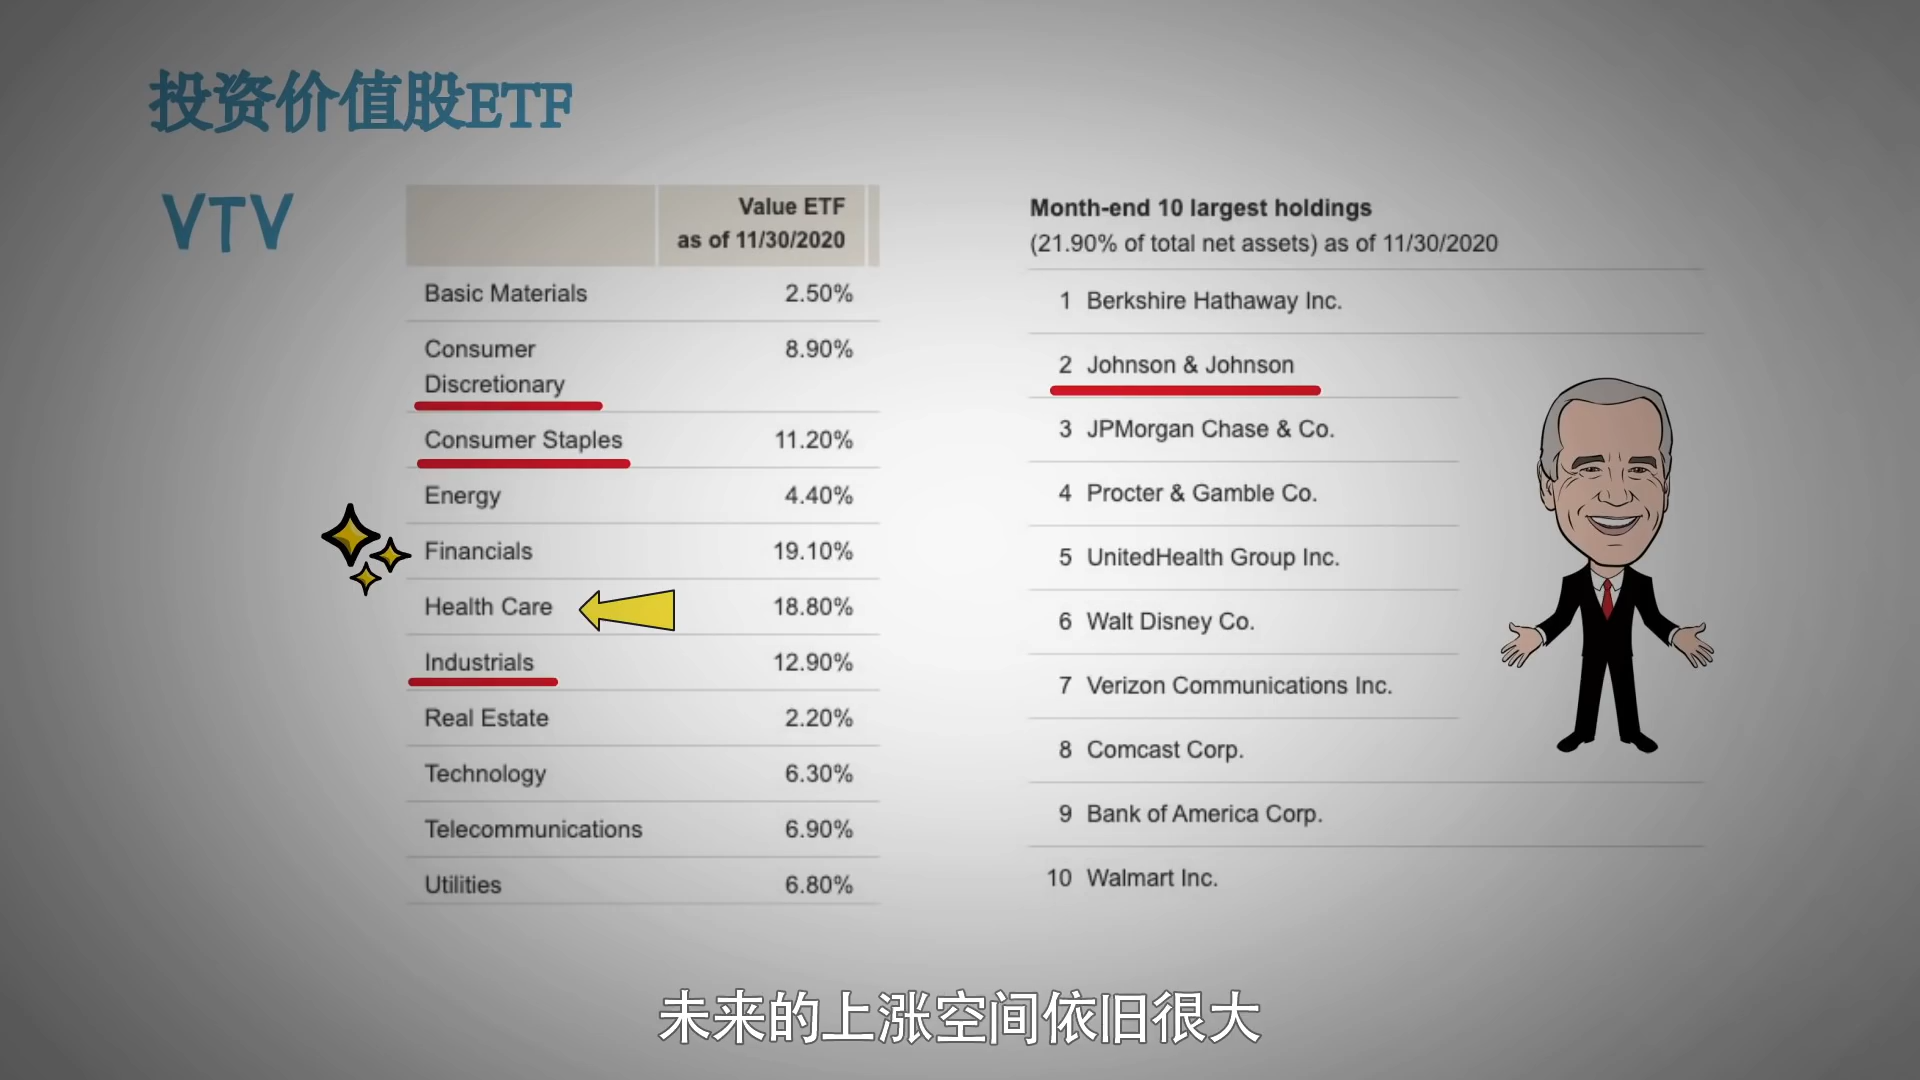 投资价值股ETF
VTV
Value ETF
as of 11/30/2020
Basic Materials 2.50%
Consumer 8.90%
Discretionary
Consumer Staples 11.20%
Energy 4.40%
Financials 19.10%
Health Care 18.80%
Industrials 12.90%
Real Estate 2.20%
Technology 6.30%
Telecommunications 6.90%
Utilities 6.80%
Month-end 10 largest holdings
(21.90% of total net assets) as of 11/30/2020
1 Berkshire Hathaway Inc.
2 Johnson & Johnson
3 JPMorgan Chase & Co.
4 Procter & Gamble Co.
5 UnitedHealth Group Inc.
6 Walt Disney Co.
7 Verizon Communications Inc.
8 Comcast Corp.
9 Bank of America Corp.
10 Walmart Inc.
未来的上涨空间依旧很大